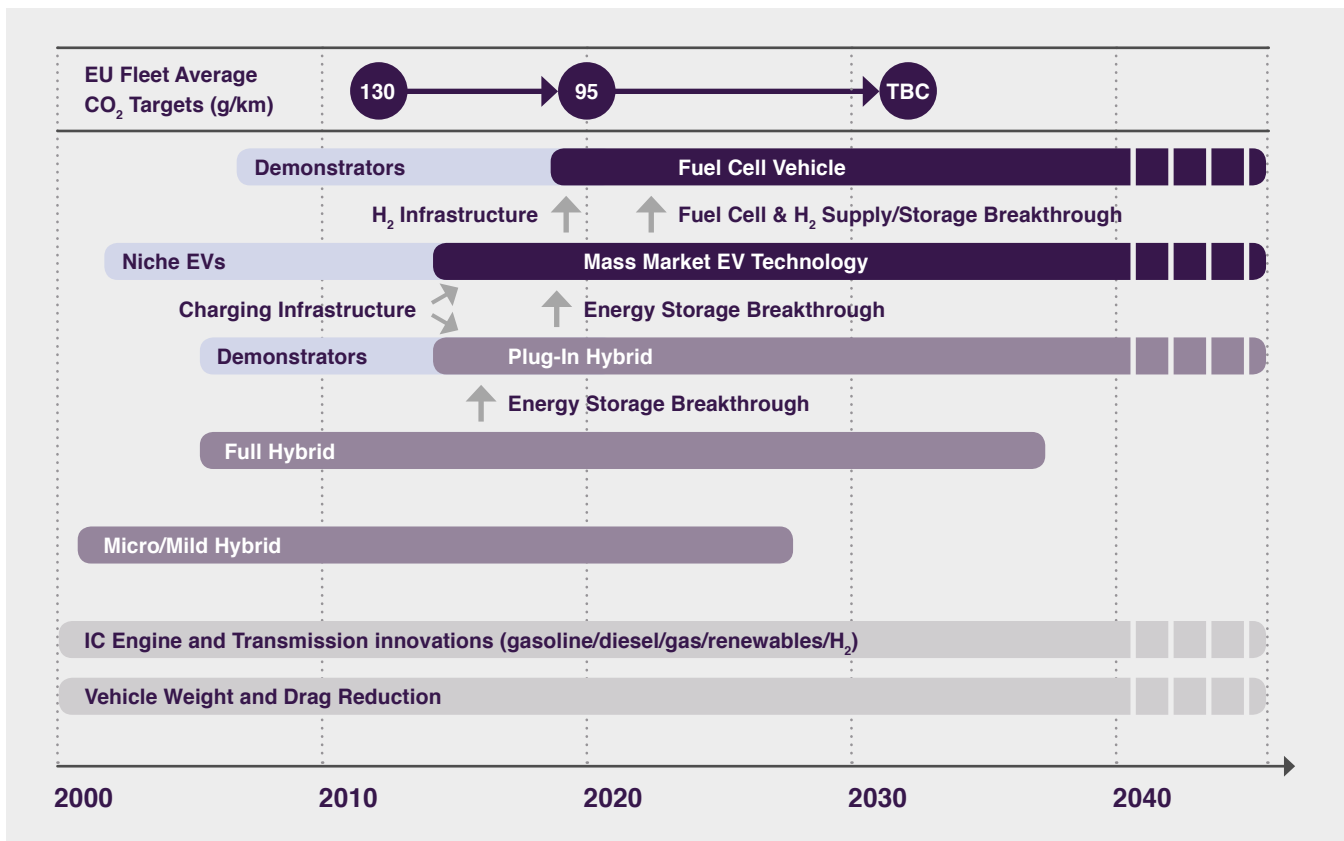 EU Fleet Average
CO₂ Targets (g/km)
130
95
TBC
Demonstrators
Fuel Cell Vehicle
H₂ Infrastructure
Fuel Cell & H₂ Supply/Storage Breakthrough
Niche EVs
Mass Market EV Technology
Charging Infrastructure
Energy Storage Breakthrough
Demonstrators
Plug-In Hybrid
Energy Storage Breakthrough
Full Hybrid
Micro/Mild Hybrid
IC Engine and Transmission innovations (gasoline/diesel/gas/renewables/H₂)
Vehicle Weight and Drag Reduction
2000
2010
2020
2030
2040